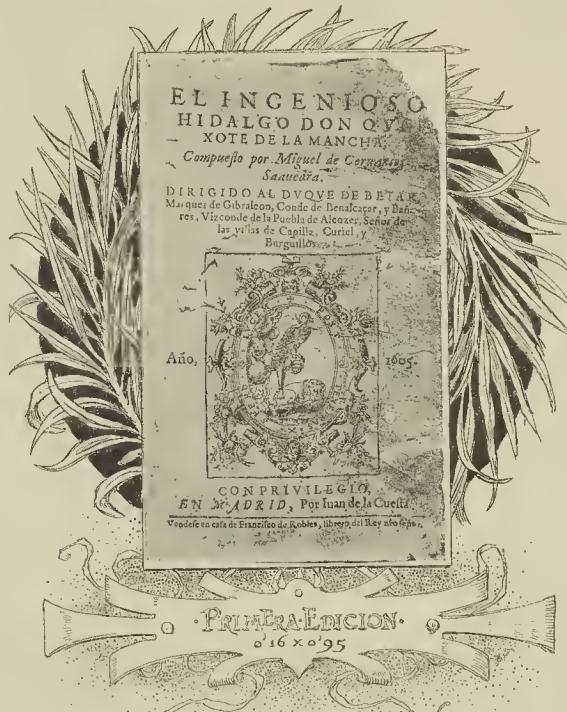 EL INGENIOSO
HIDALGO DON QVI-
XOTE DE LA MANCHA,
Compuesto por Miguel de Ceruantes
Saauedra.
DIRIGIDO AL DVQVE DE BEIAR,
Marques de Gibraleon, Conde de Benalcaçar, y Baña-
res, Vizconde de la Puebla de Alcozer, Señor de
las villas de Capilla, Curiel, y
Burguillos.
Año, 1605.
CON PRIVILEGIO,
EN MADRID, Por Iuan de la Cuesta.
Vendese en casa de Francisco de Robles, librero del Rey nro señor.
·PRIMERA·EDICION·
0'16 x 0'95